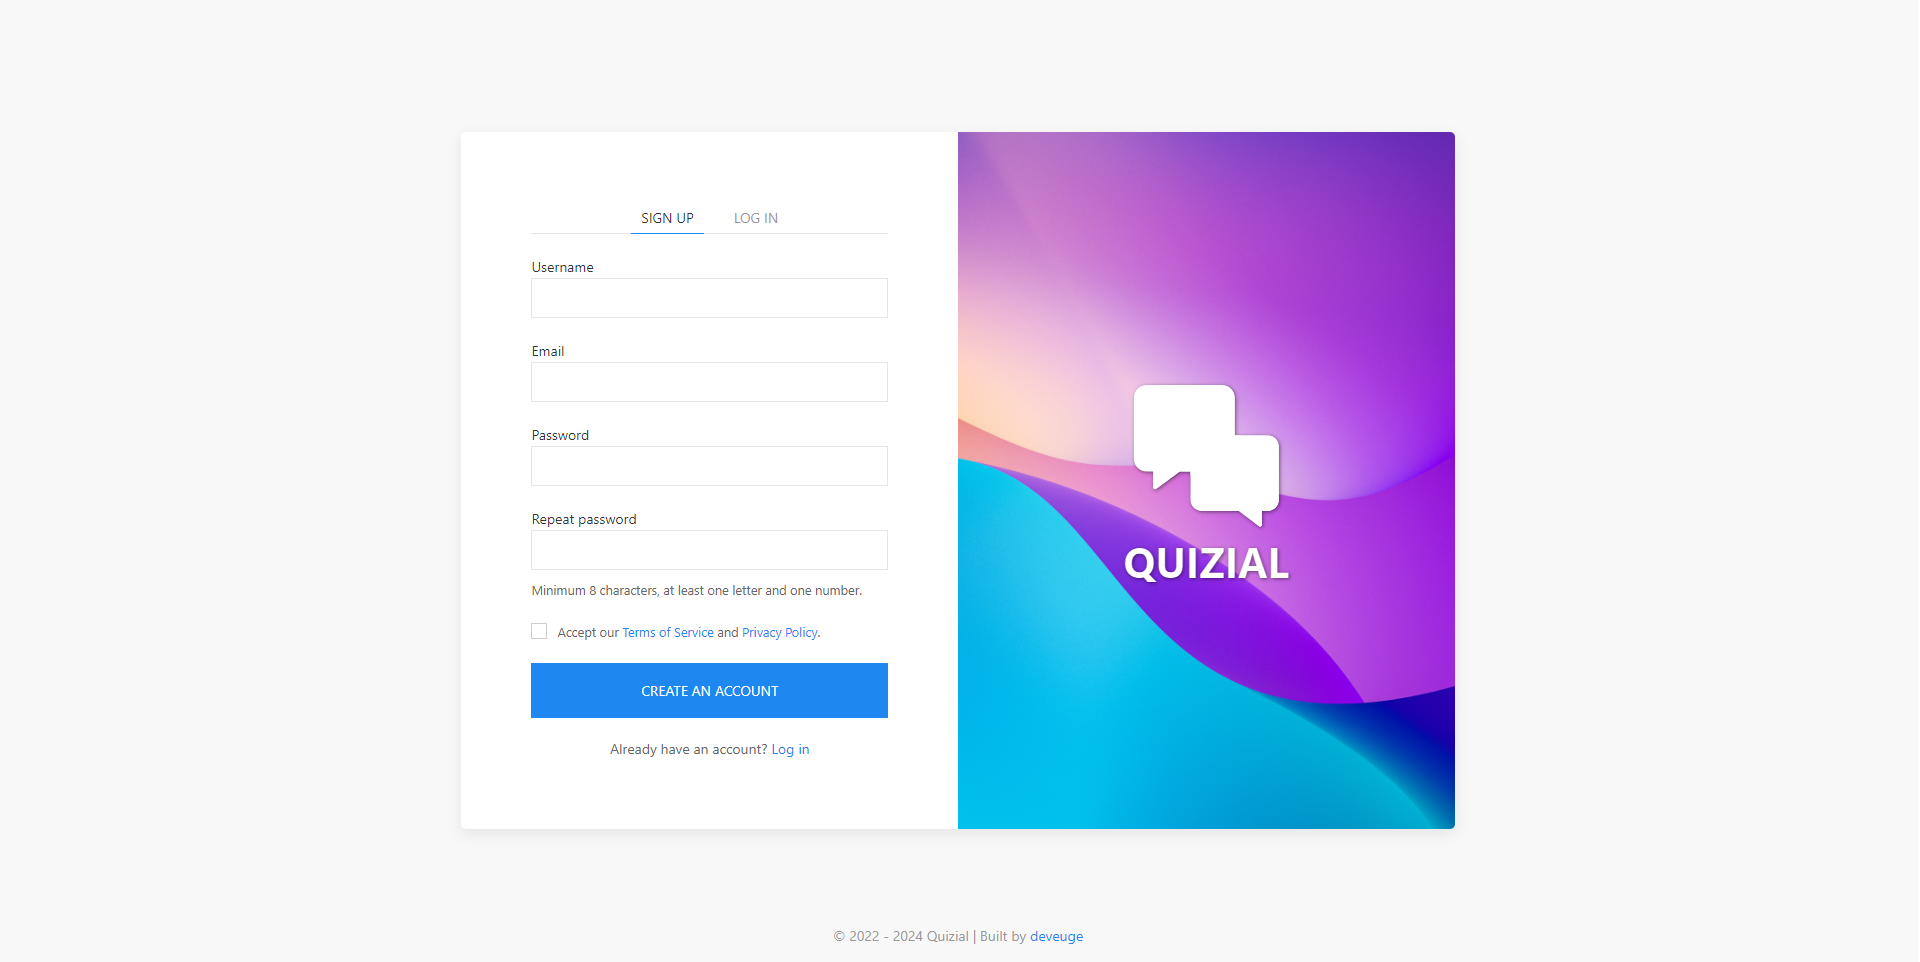 SIGN UP LOG IN
Username
Email
Password
Repeat password
Minimum 8 characters, at least one letter and one number.
Accept our Terms of Service and Privacy Policy.
CREATE AN ACCOUNT
Already have an account? Log in
QUIZIAL
© 2022 - 2024 Quizial | Built by deveuge